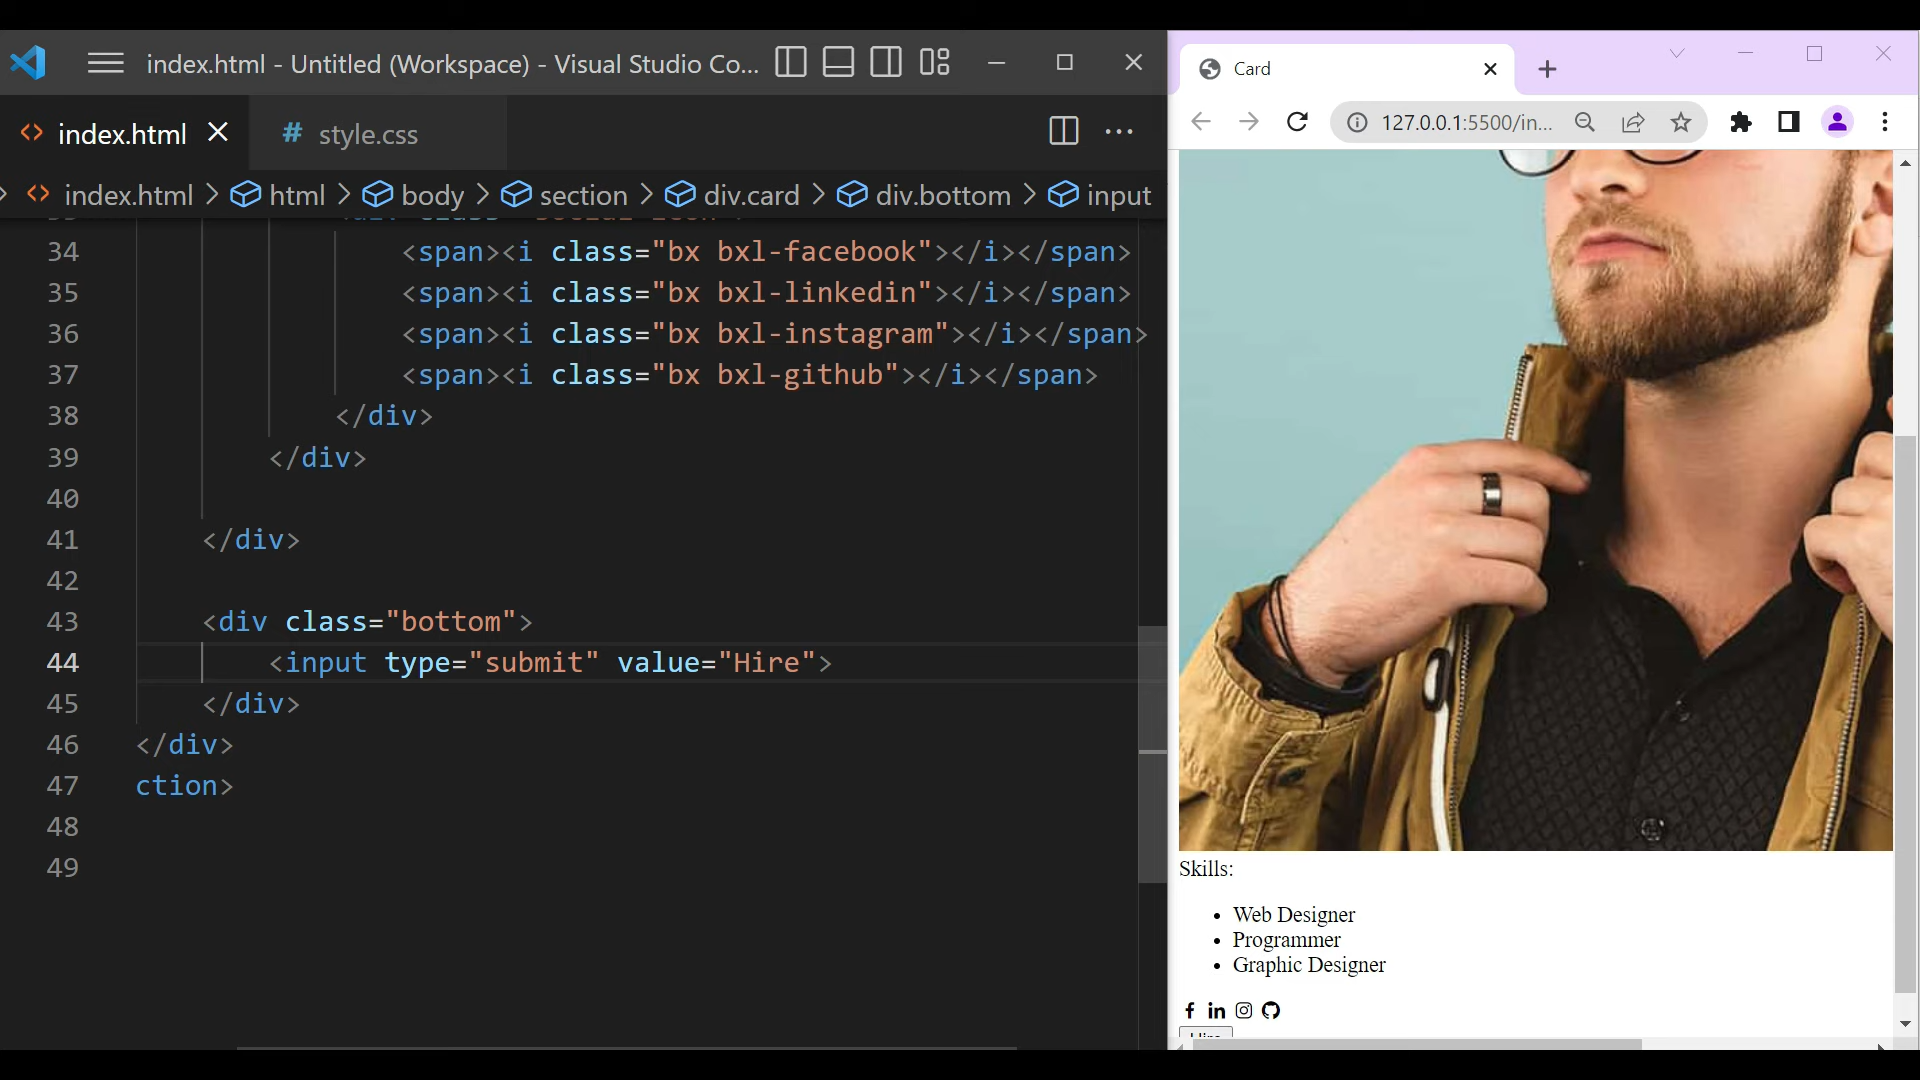 index.html - Untitled (Workspace) - Visual Studio Co...
index.html
# style.css
index.html > html > body > section > div.card > div.bottom > input
34 <span><i class="bx bxl-facebook"></i></span>
35 <span><i class="bx bxl-linkedin"></i></span>
36 <span><i class="bx bxl-instagram"></i></span>
37 <span><i class="bx bxl-github"></i></span>
38 </div>
39 </div>
40
41 </div>
42
43 <div class="bottom">
44 <input type="submit" value="Hire">
45 </div>
46 </div>
47 ction>
48
49
Card
127.0.0.1:5500/in...
Skills:
• Web Designer
• Programmer
• Graphic Designer